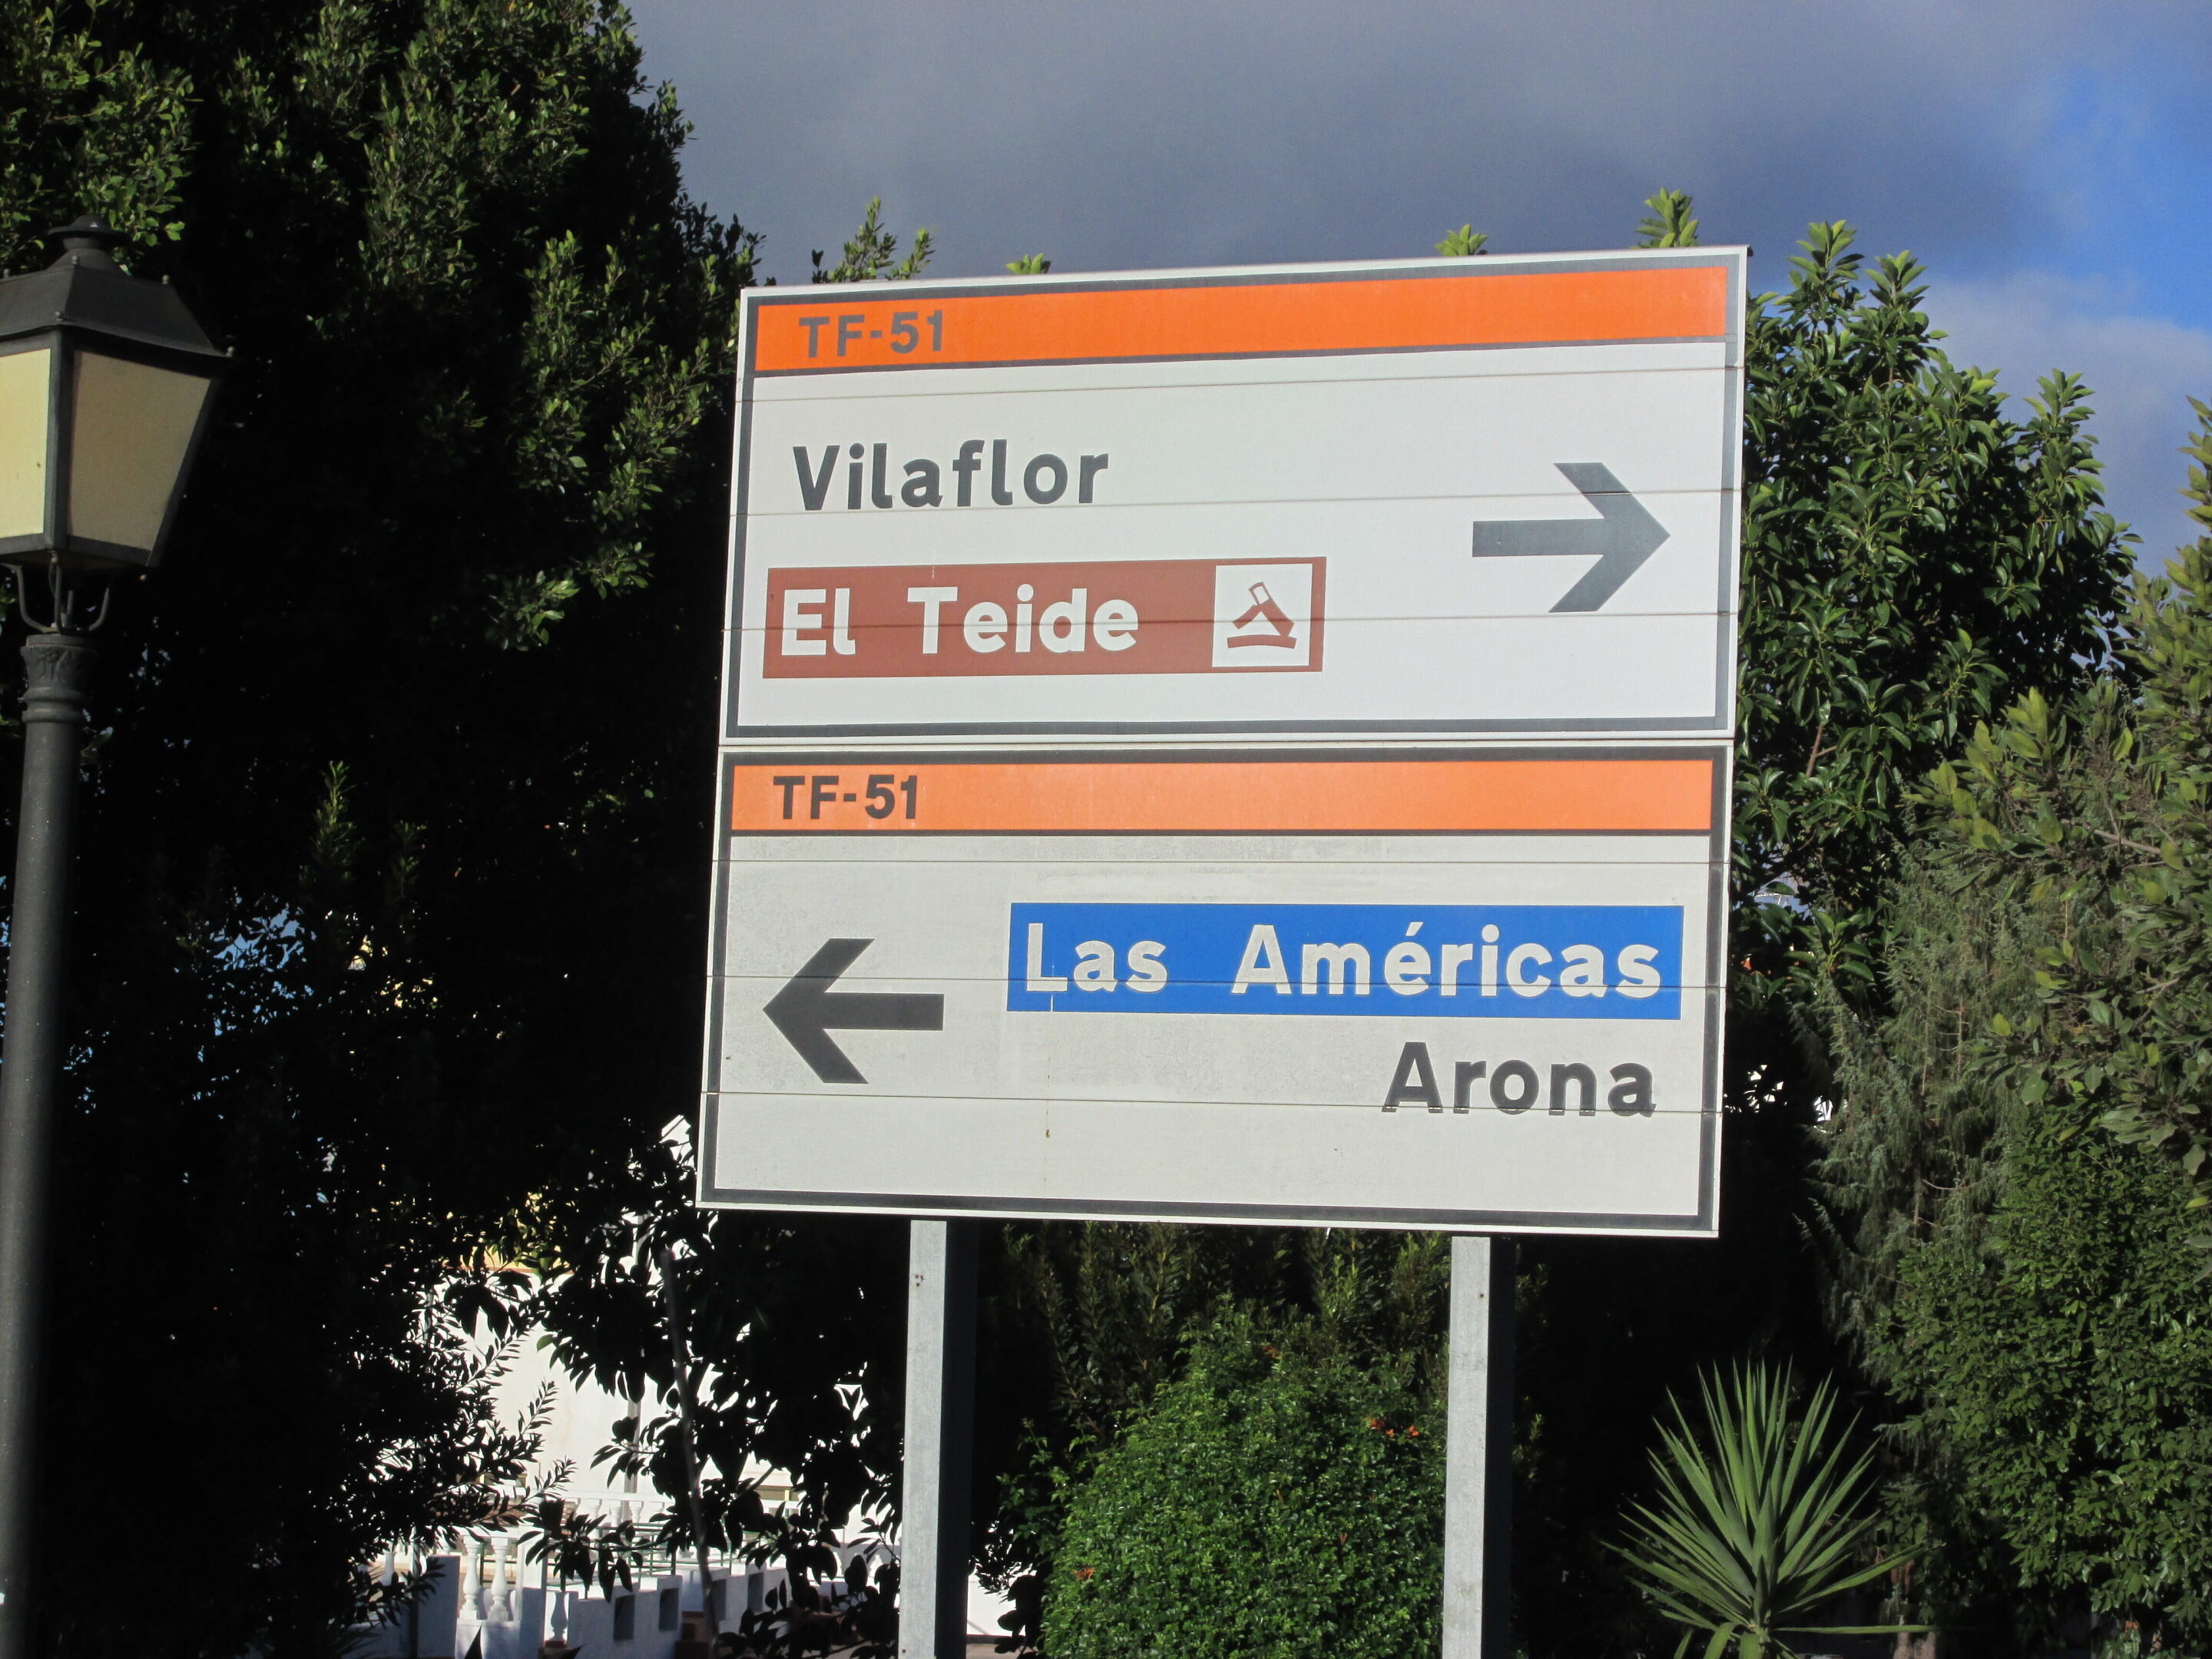 TF-51
Vilaflor
El Teide
TF-51
Las Américas
Arona